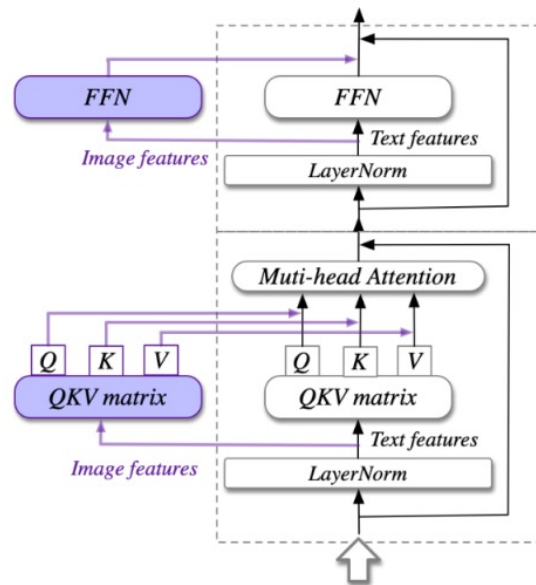 FFN
FFN
Image features
Text features
LayerNorm
Muti-head Attention
Q K V
Q K V
QKV matrix
QKV matrix
Image features
Text features
LayerNorm